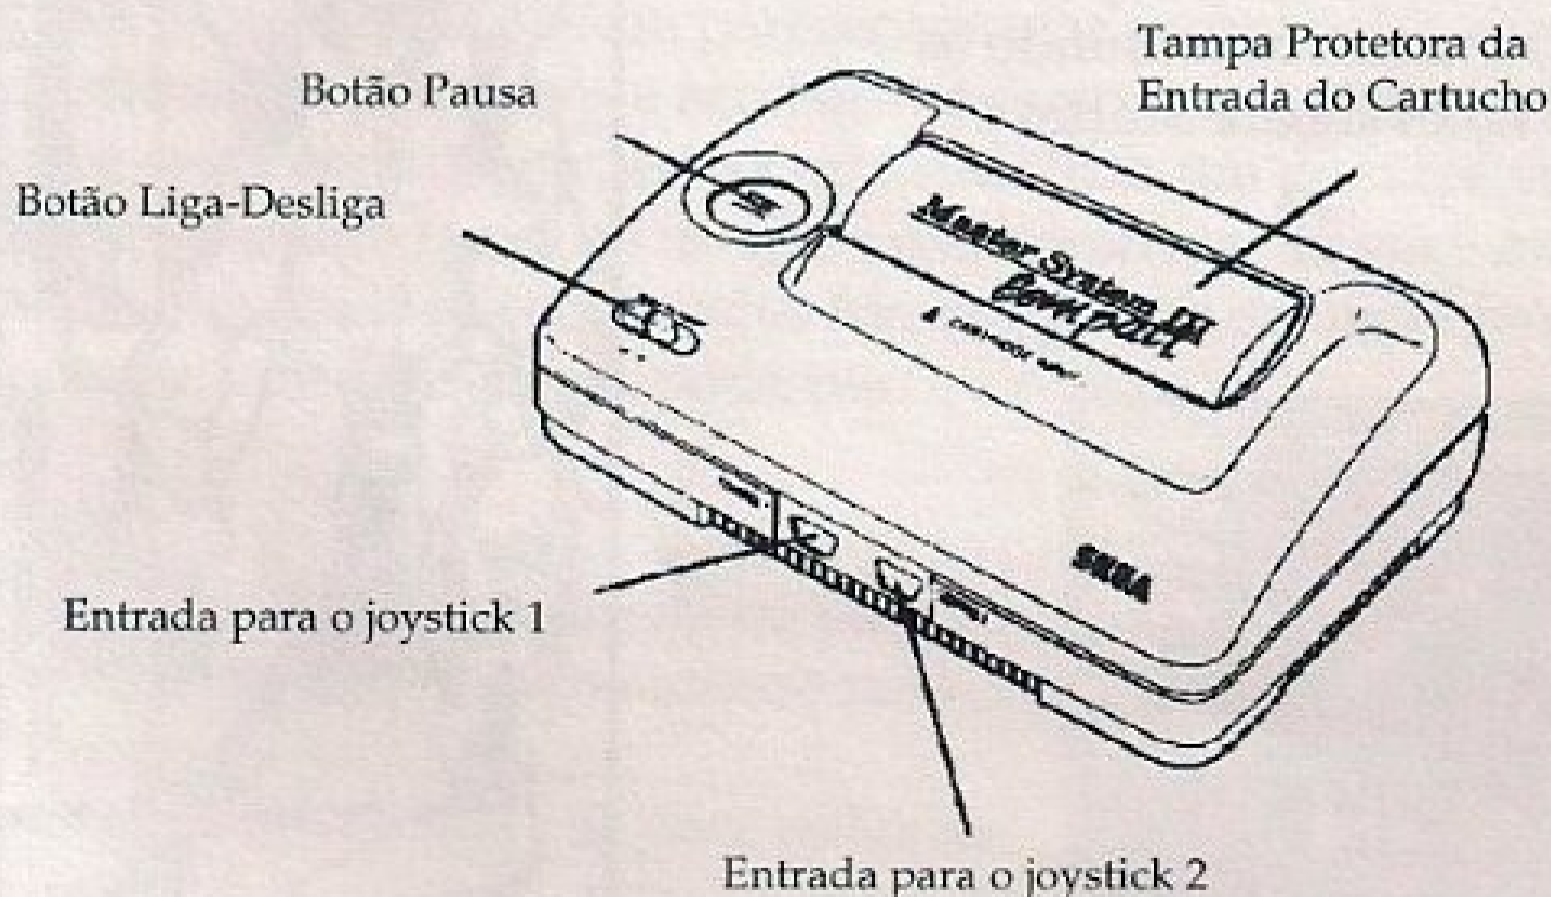 Tampa Protetora da
Entrada do Cartucho
Botão Pausa
Botão Liga-Desliga
Master System III
Compact
SEGA
Entrada para o joystick 1
Entrada para o joystick 2